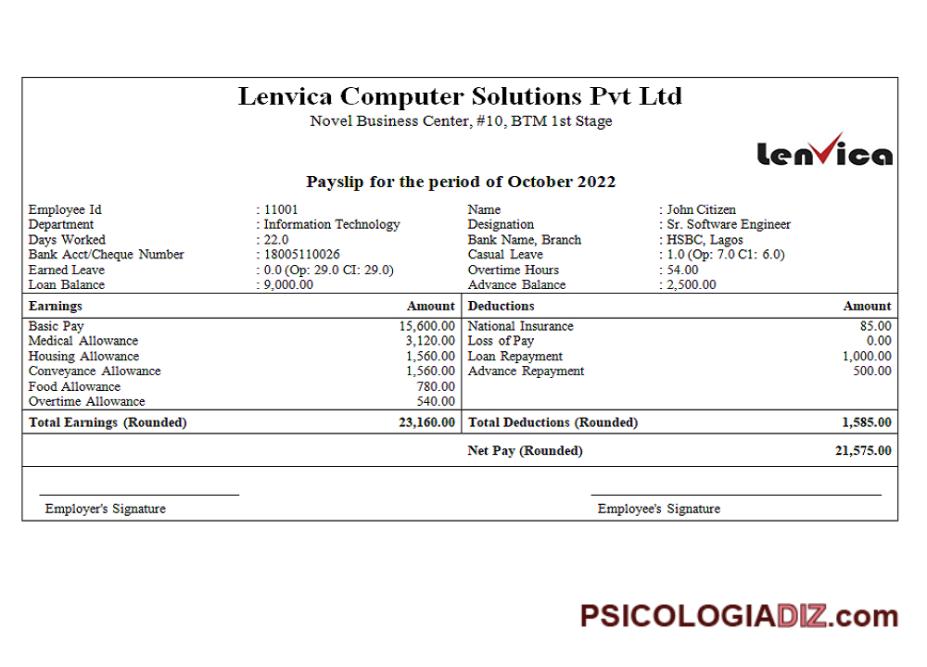 Lenvica Computer Solutions Pvt Ltd
Novel Business Center, #10, BTM 1st Stage
Lenvica
Payslip for the period of October 2022
Employee Id : 11001 Name : John Citizen
Department : Information Technology Designation : Sr. Software Engineer
Days Worked : 22.0 Bank Name, Branch : HSBC, Lagos
Bank Acct/Cheque Number : 18005110026 Casual Leave : 1.0 (Op: 7.0 C1: 6.0)
Earned Leave : 0.0 (Op: 29.0 CI: 29.0) Overtime Hours : 54.00
Loan Balance : 9,000.00 Advance Balance : 2,500.00
Earnings Amount Deductions Amount
Basic Pay 15,600.00 National Insurance 85.00
Medical Allowance 3,120.00 Loss of Pay 0.00
Housing Allowance 1,560.00 Loan Repayment 1,000.00
Conveyance Allowance 1,560.00 Advance Repayment 500.00
Food Allowance 780.00
Overtime Allowance 540.00
Total Earnings (Rounded) 23,160.00 Total Deductions (Rounded) 1,585.00
Net Pay (Rounded) 21,575.00
Employer's Signature Employee's Signature
PSICOLOGIADIZ.com